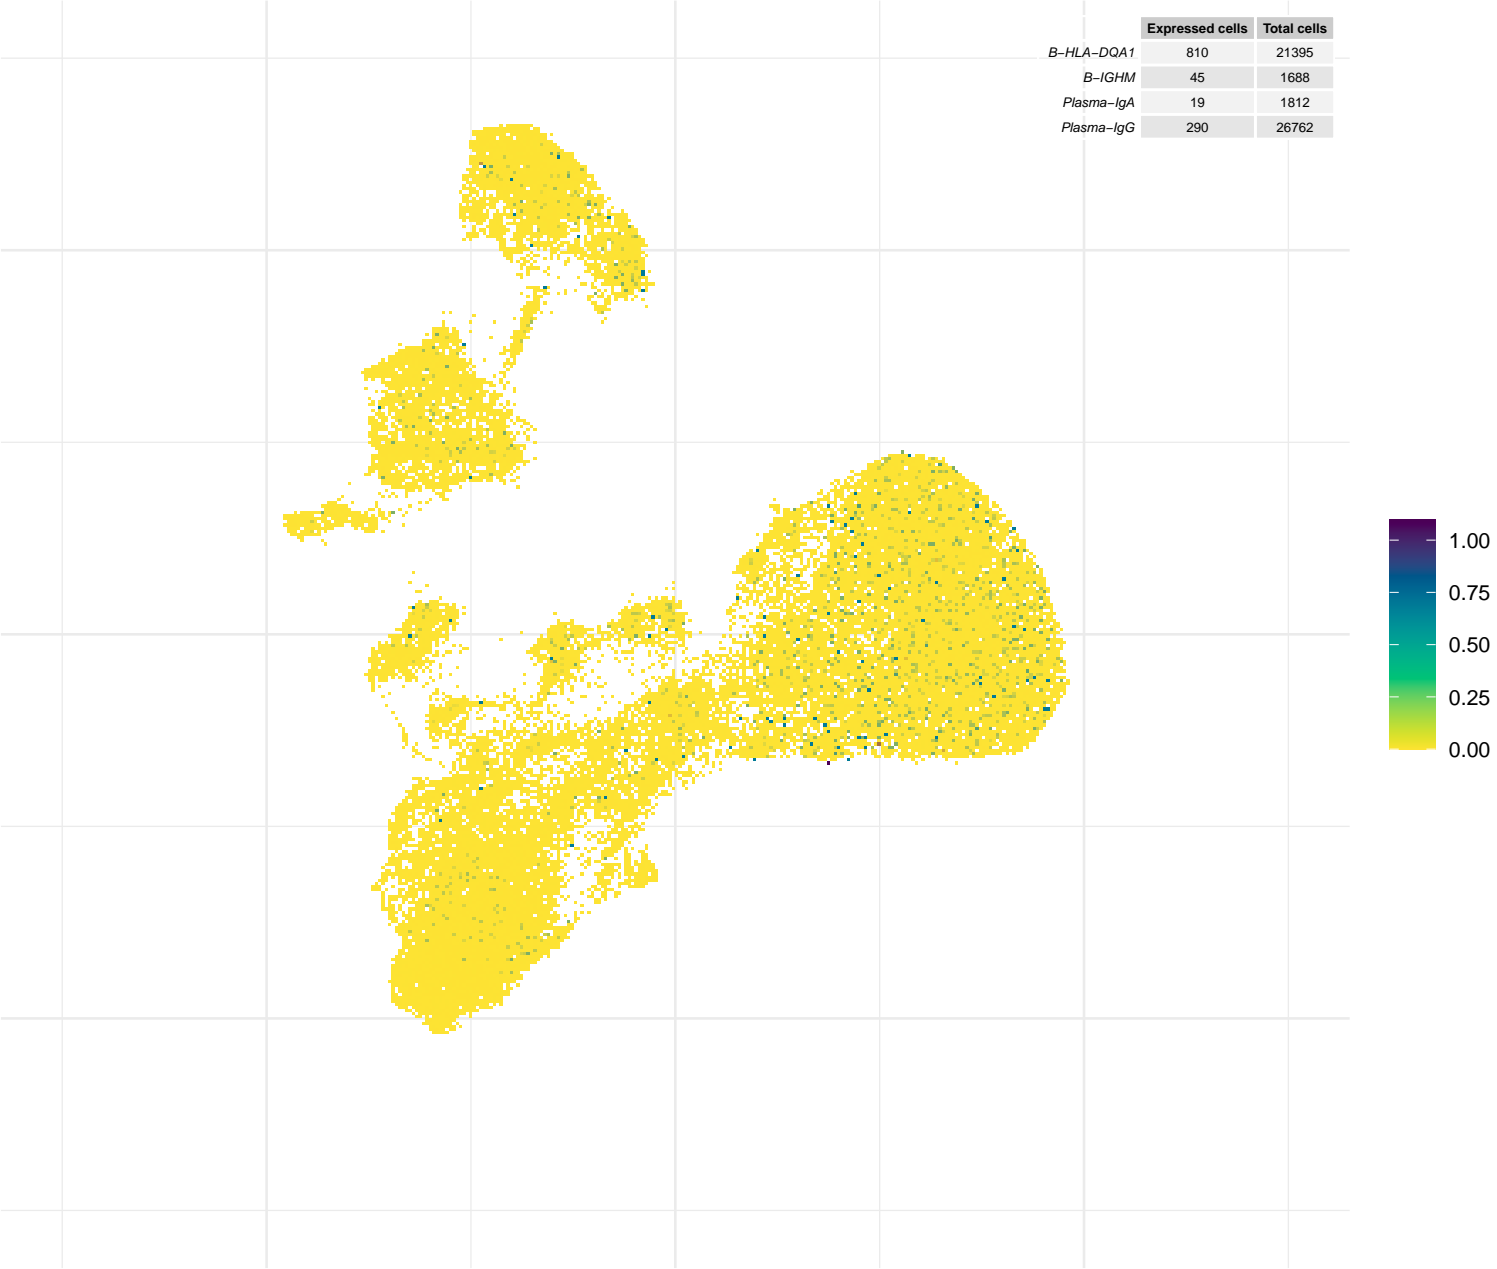 Expressed cells Total cells
B−HLA−DQA1 810 21395
B−IGHM 45 1688
Plasma−IgA 19 1812
Plasma−IgG 290 26762
1.00
0.75
0.50
0.25
0.00